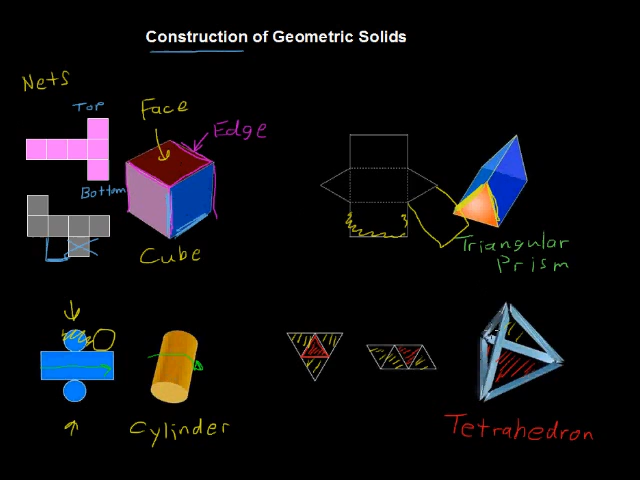 Construction of Geometric Solids
Nets
Top
Face
Edge
Bottom
Cube
Triangular
Prism
Cylinder
Tetrahedron